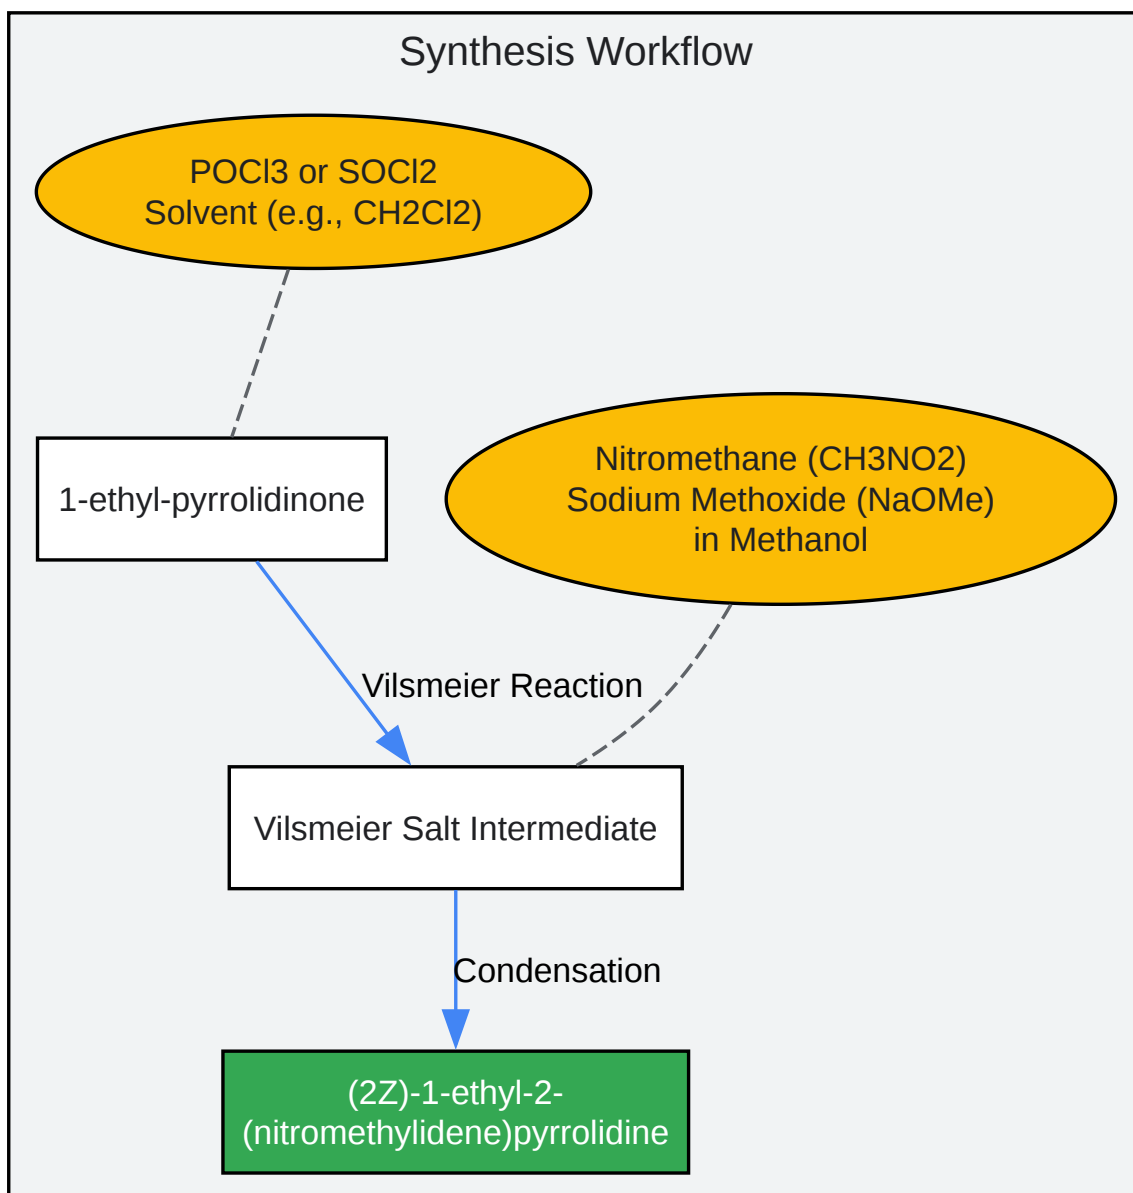 Synthesis Workflow
POCl3 or SOCl2
Solvent (e.g., CH2Cl2)
1-ethyl-pyrrolidinone
Nitromethane (CH3NO2)
Sodium Methoxide (NaOMe)
in Methanol
Vilsmeier Reaction
Vilsmeier Salt Intermediate
Condensation
(2Z)-1-ethyl-2-
(nitromethylidene)pyrrolidine